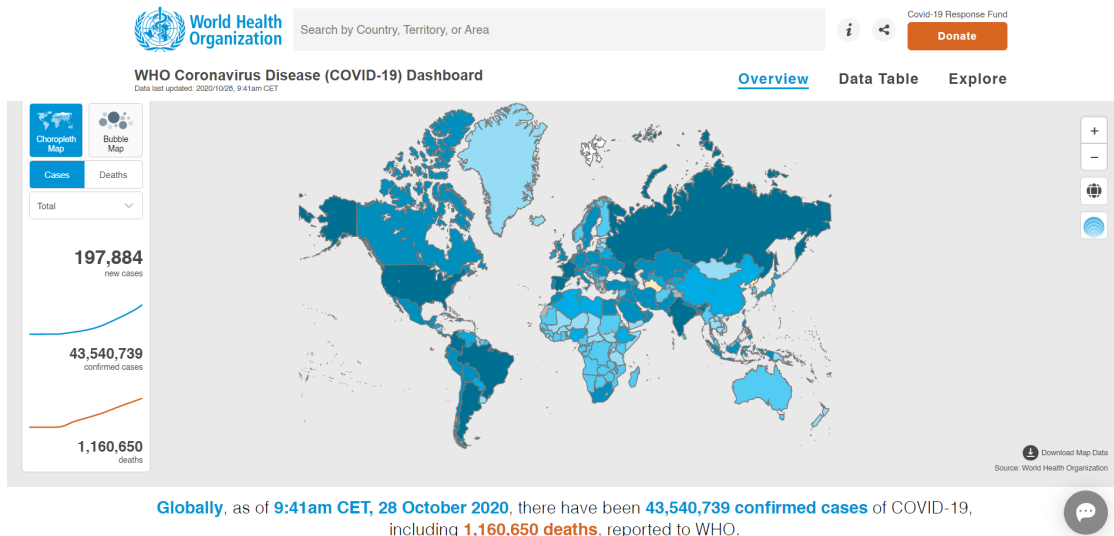 World Health
Organization
Search by Country, Territory, or Area
i
Covid-19 Response Fund
Donate
WHO Coronavirus Disease (COVID-19) Dashboard
Data last updated: 2020/10/28, 9:41am CET
Overview
Data Table
Explore
Choropleth
Map
Bubble
Map
Cases
Deaths
Total
197,884
new cases
43,540,739
confirmed cases
1,160,650
deaths
+
−
Download Map Data
Source: World Health Organization
Globally, as of 9:41am CET, 28 October 2020, there have been 43,540,739 confirmed cases of COVID-19,
including 1,160,650 deaths, reported to WHO.